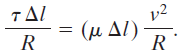 τ Δl / R = (μ Δl) v² / R.